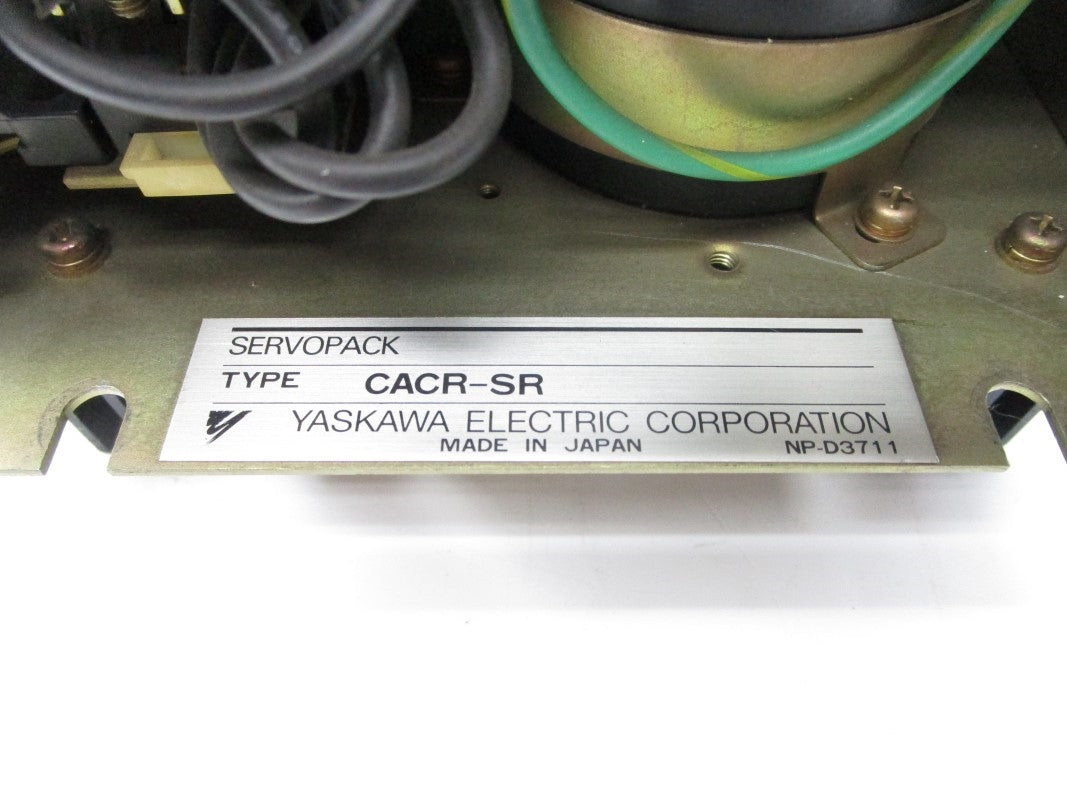 SERVOPACK
TYPE CACR-SR
YASKAWA ELECTRIC CORPORATION
MADE IN JAPAN NP-D3711